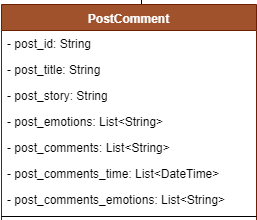 PostComment
- post_id: String
- post_title: String
- post_story: String
- post_emotions: List<String>
- post_comments: List<String>
- post_comments_time: List<DateTime>
- post_comments_emotions: List<String>